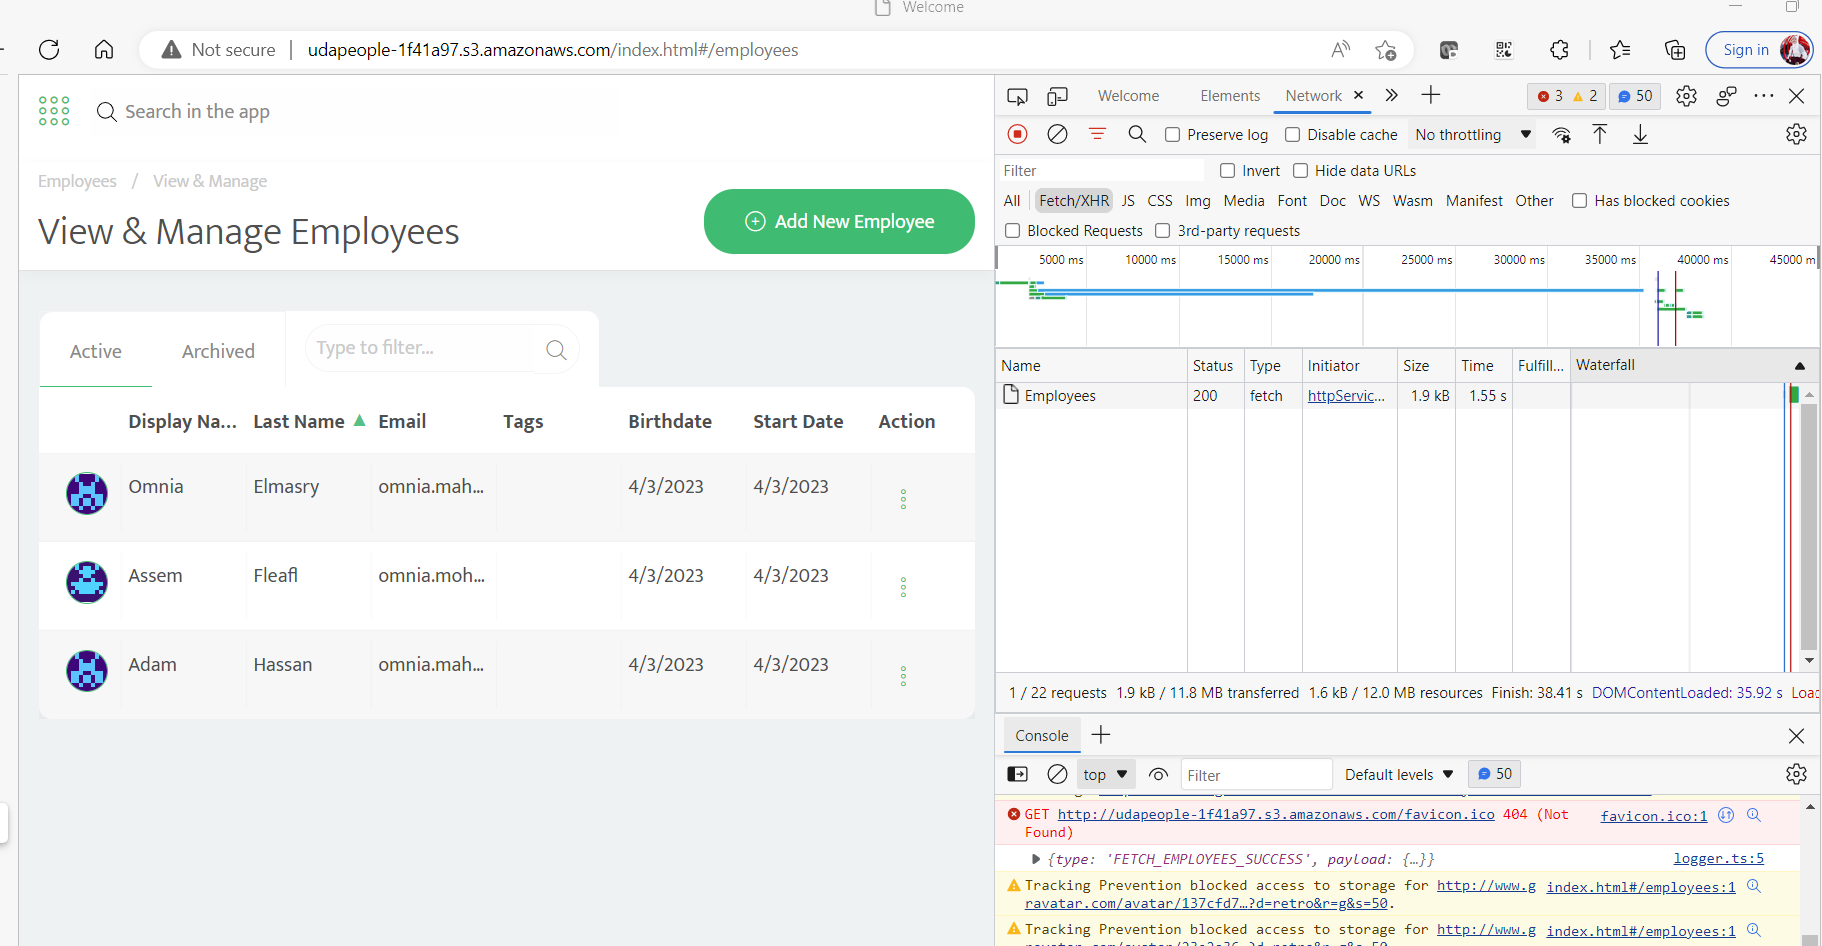 Welcome
Not secure
udapeople-1f41a97.s3.amazonaws.com/index.html#/employees
Sign in
Search in the app
Employees / View & Manage
View & Manage Employees
Add New Employee
Active
Archived
Type to filter...
Display Na... Last Name Email Tags Birthdate Start Date Action
Omnia Elmasry omnia.mah... 4/3/2023 4/3/2023
Assem Fleafl omnia.moh... 4/3/2023 4/3/2023
Adam Hassan omnia.mah... 4/3/2023 4/3/2023
Welcome Elements Network 3 2 50
Preserve log Disable cache No throttling
Filter Invert Hide data URLs
All Fetch/XHR JS CSS Img Media Font Doc WS Wasm Manifest Other Has blocked cookies
Blocked Requests 3rd-party requests
5000 ms 10000 ms 15000 ms 20000 ms 25000 ms 30000 ms 35000 ms 40000 ms 45000 m
Name Status Type Initiator Size Time Fulfill... Waterfall
Employees 200 fetch httpServic... 1.9 kB 1.55 s
1 / 22 requests 1.9 kB / 11.8 MB transferred 1.6 kB / 12.0 MB resources Finish: 38.41 s DOMContentLoaded: 35.92 s Load
Console
top Filter Default levels 50
GET http://udapeople-1f41a97.s3.amazonaws.com/favicon.ico 404 (Not favicon.ico:1
Found)
{type: 'FETCH_EMPLOYEES_SUCCESS', payload: {…}} logger.ts:5
Tracking Prevention blocked access to storage for http://www.g index.html#/employees:1
ravatar.com/avatar/137cfd7…?d=retro&r=g&s=50.
Tracking Prevention blocked access to storage for http://www.g index.html#/employees:1